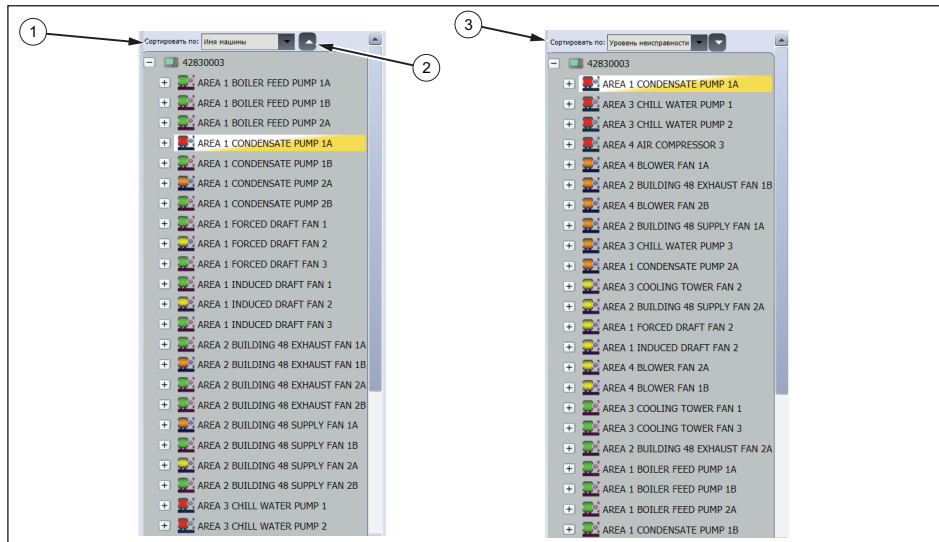 1
Сортировать по: Имя машины
2
42830003
AREA 1 BOILER FEED PUMP 1A
AREA 1 BOILER FEED PUMP 1B
AREA 1 BOILER FEED PUMP 2A
AREA 1 CONDENSATE PUMP 1A
AREA 1 CONDENSATE PUMP 1B
AREA 1 CONDENSATE PUMP 2A
AREA 1 CONDENSATE PUMP 2B
AREA 1 FORCED DRAFT FAN 1
AREA 1 FORCED DRAFT FAN 2
AREA 1 FORCED DRAFT FAN 3
AREA 1 INDUCED DRAFT FAN 1
AREA 1 INDUCED DRAFT FAN 2
AREA 1 INDUCED DRAFT FAN 3
AREA 2 BUILDING 48 EXHAUST FAN 1A
AREA 2 BUILDING 48 EXHAUST FAN 1B
AREA 2 BUILDING 48 EXHAUST FAN 2A
AREA 2 BUILDING 48 EXHAUST FAN 2B
AREA 2 BUILDING 48 SUPPLY FAN 1A
AREA 2 BUILDING 48 SUPPLY FAN 1B
AREA 2 BUILDING 48 SUPPLY FAN 2A
AREA 2 BUILDING 48 SUPPLY FAN 2B
AREA 3 CHILL WATER PUMP 1
AREA 3 CHILL WATER PUMP 2
3
Сортировать по: Уровень неисправности
42830003
AREA 1 CONDENSATE PUMP 1A
AREA 3 CHILL WATER PUMP 1
AREA 3 CHILL WATER PUMP 2
AREA 4 AIR COMPRESSOR 3
AREA 4 BLOWER FAN 1A
AREA 2 BUILDING 48 EXHAUST FAN 1B
AREA 4 BLOWER FAN 2B
AREA 2 BUILDING 48 SUPPLY FAN 1A
AREA 3 CHILL WATER PUMP 3
AREA 1 CONDENSATE PUMP 2A
AREA 3 COOLING TOWER FAN 2
AREA 2 BUILDING 48 SUPPLY FAN 2A
AREA 1 FORCED DRAFT FAN 2
AREA 1 INDUCED DRAFT FAN 2
AREA 4 BLOWER FAN 2A
AREA 4 BLOWER FAN 1B
AREA 3 COOLING TOWER FAN 1
AREA 3 COOLING TOWER FAN 3
AREA 2 BUILDING 48 EXHAUST FAN 2A
AREA 1 BOILER FEED PUMP 1A
AREA 1 BOILER FEED PUMP 1B
AREA 1 BOILER FEED PUMP 2A
AREA 1 CONDENSATE PUMP 1B